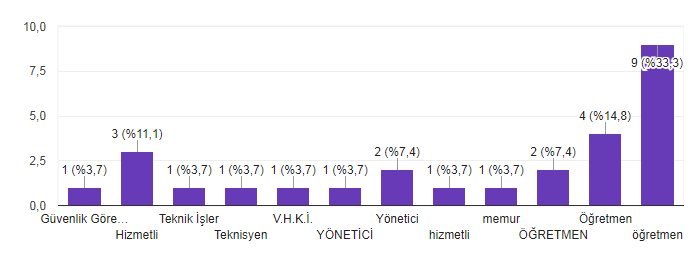 10,0
7,5
5,0
2,5
0,0
1 (%3,7)
3 (%11,1)
1 (%3,7)
1 (%3,7)
1 (%3,7)
1 (%3,7)
2 (%7,4)
1 (%3,7)
1 (%3,7)
2 (%7,4)
4 (%14,8)
9 (%33,3)
Güvenlik Göre…
Hizmetli
Teknik İşler
Teknisyen
V.H.K.İ.
YÖNETİCİ
Yönetici
hizmetli
memur
ÖĞRETMEN
Öğretmen
öğretmen